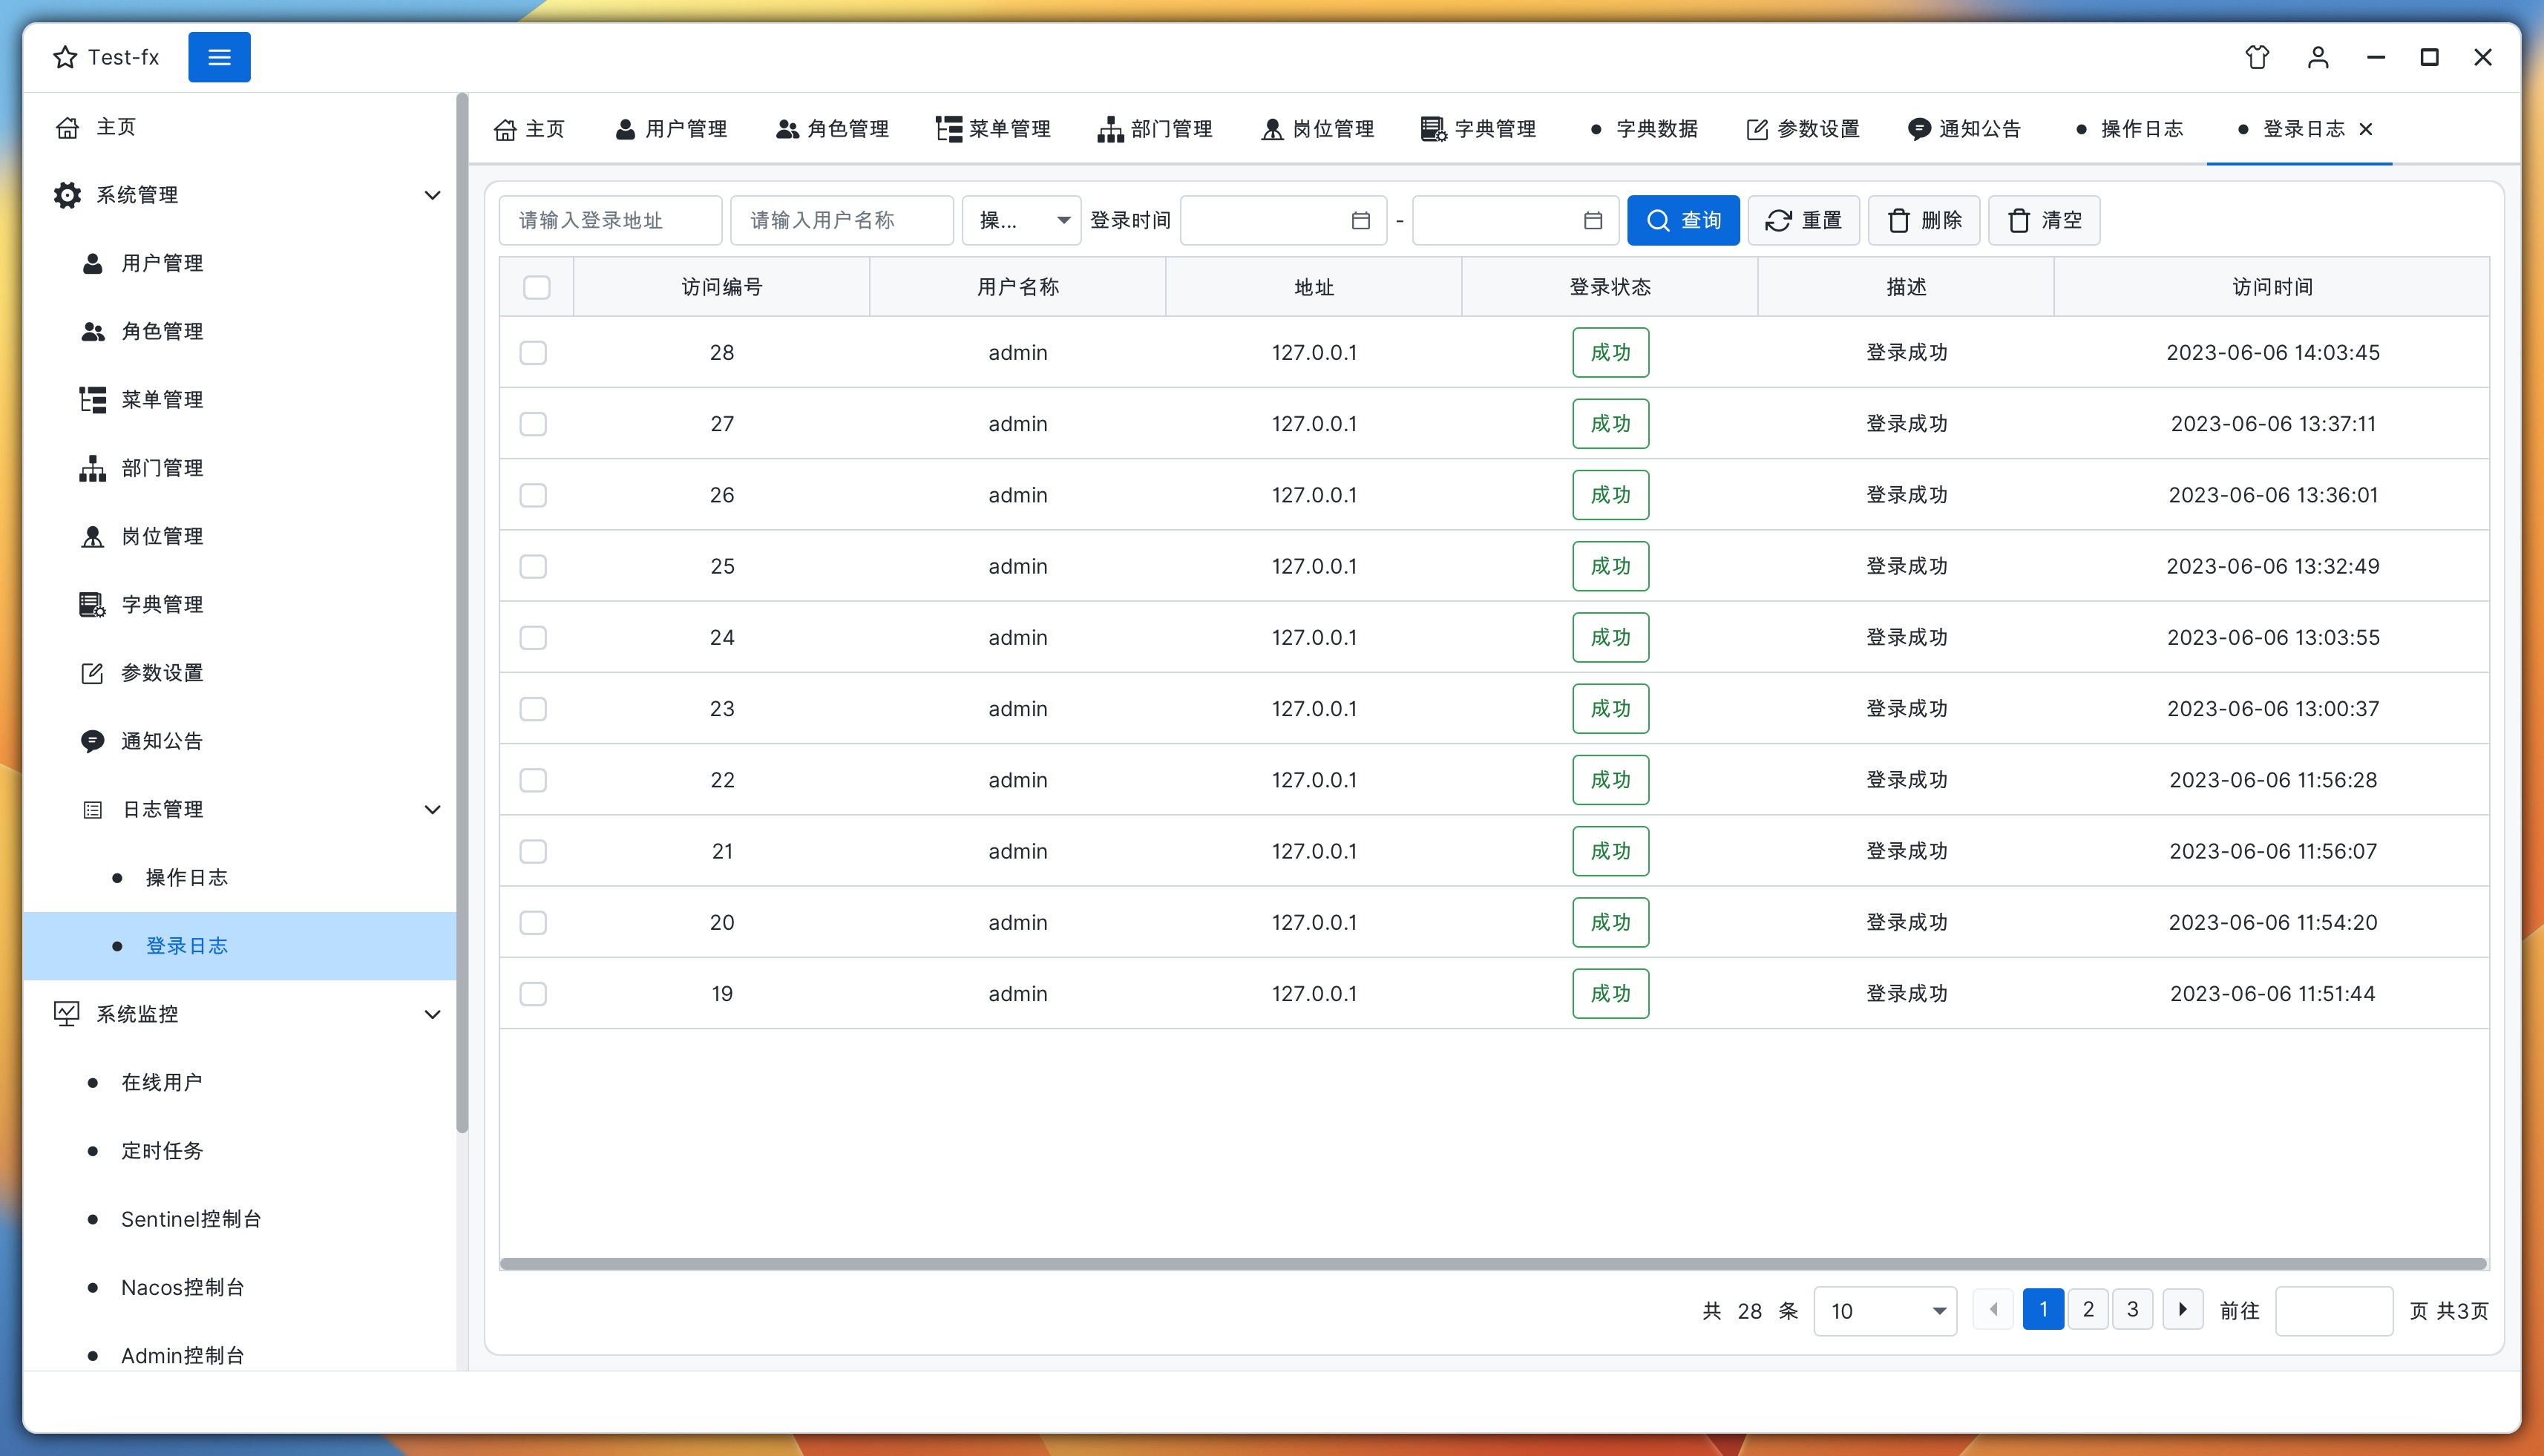 Test-fx
主页
系统管理
用户管理
角色管理
菜单管理
部门管理
岗位管理
字典管理
参数设置
通知公告
日志管理
操作日志
登录日志
系统监控
在线用户
定时任务
Sentinel控制台
Nacos控制台
Admin控制台
主页 用户管理 角色管理 菜单管理 部门管理 岗位管理 字典管理 字典数据 参数设置 通知公告 操作日志 登录日志
请输入登录地址 请输入用户名称 操... 登录时间 - 查询 重置 删除 清空
访问编号 用户名称 地址 登录状态 描述 访问时间
28 admin 127.0.0.1 成功 登录成功 2023-06-06 14:03:45
27 admin 127.0.0.1 成功 登录成功 2023-06-06 13:37:11
26 admin 127.0.0.1 成功 登录成功 2023-06-06 13:36:01
25 admin 127.0.0.1 成功 登录成功 2023-06-06 13:32:49
24 admin 127.0.0.1 成功 登录成功 2023-06-06 13:03:55
23 admin 127.0.0.1 成功 登录成功 2023-06-06 13:00:37
22 admin 127.0.0.1 成功 登录成功 2023-06-06 11:56:28
21 admin 127.0.0.1 成功 登录成功 2023-06-06 11:56:07
20 admin 127.0.0.1 成功 登录成功 2023-06-06 11:54:20
19 admin 127.0.0.1 成功 登录成功 2023-06-06 11:51:44
共 28 条 10 1 2 3 前往 页 共3页